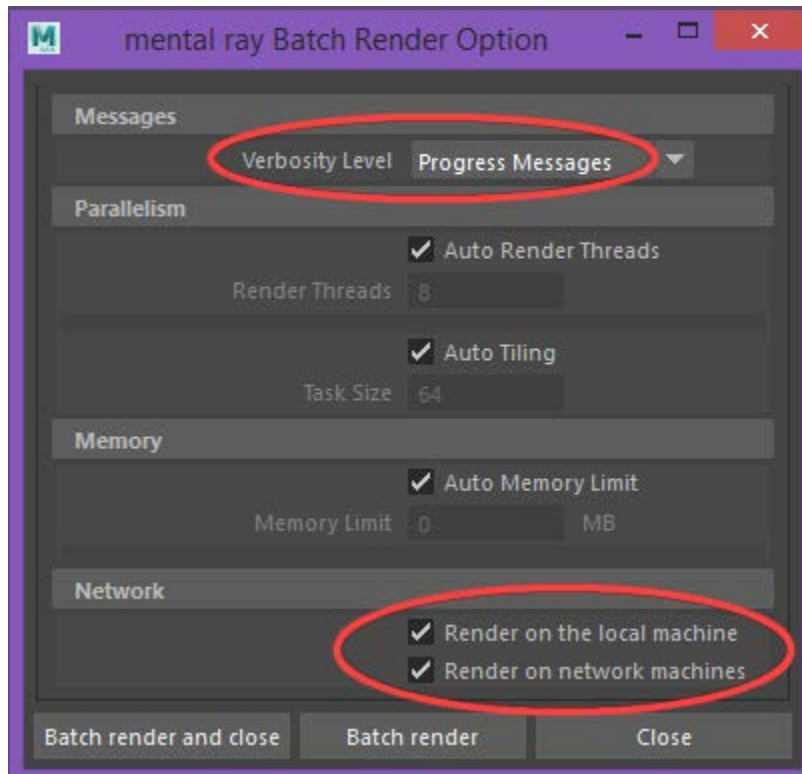 mental ray Batch Render Option
Messages
Verbosity Level Progress Messages
Parallelism
Auto Render Threads
Render Threads 8
Auto Tiling
Task Size 64
Memory
Auto Memory Limit
Memory Limit 0 MB
Network
Render on the local machine
Render on network machines
Batch render and close Batch render Close